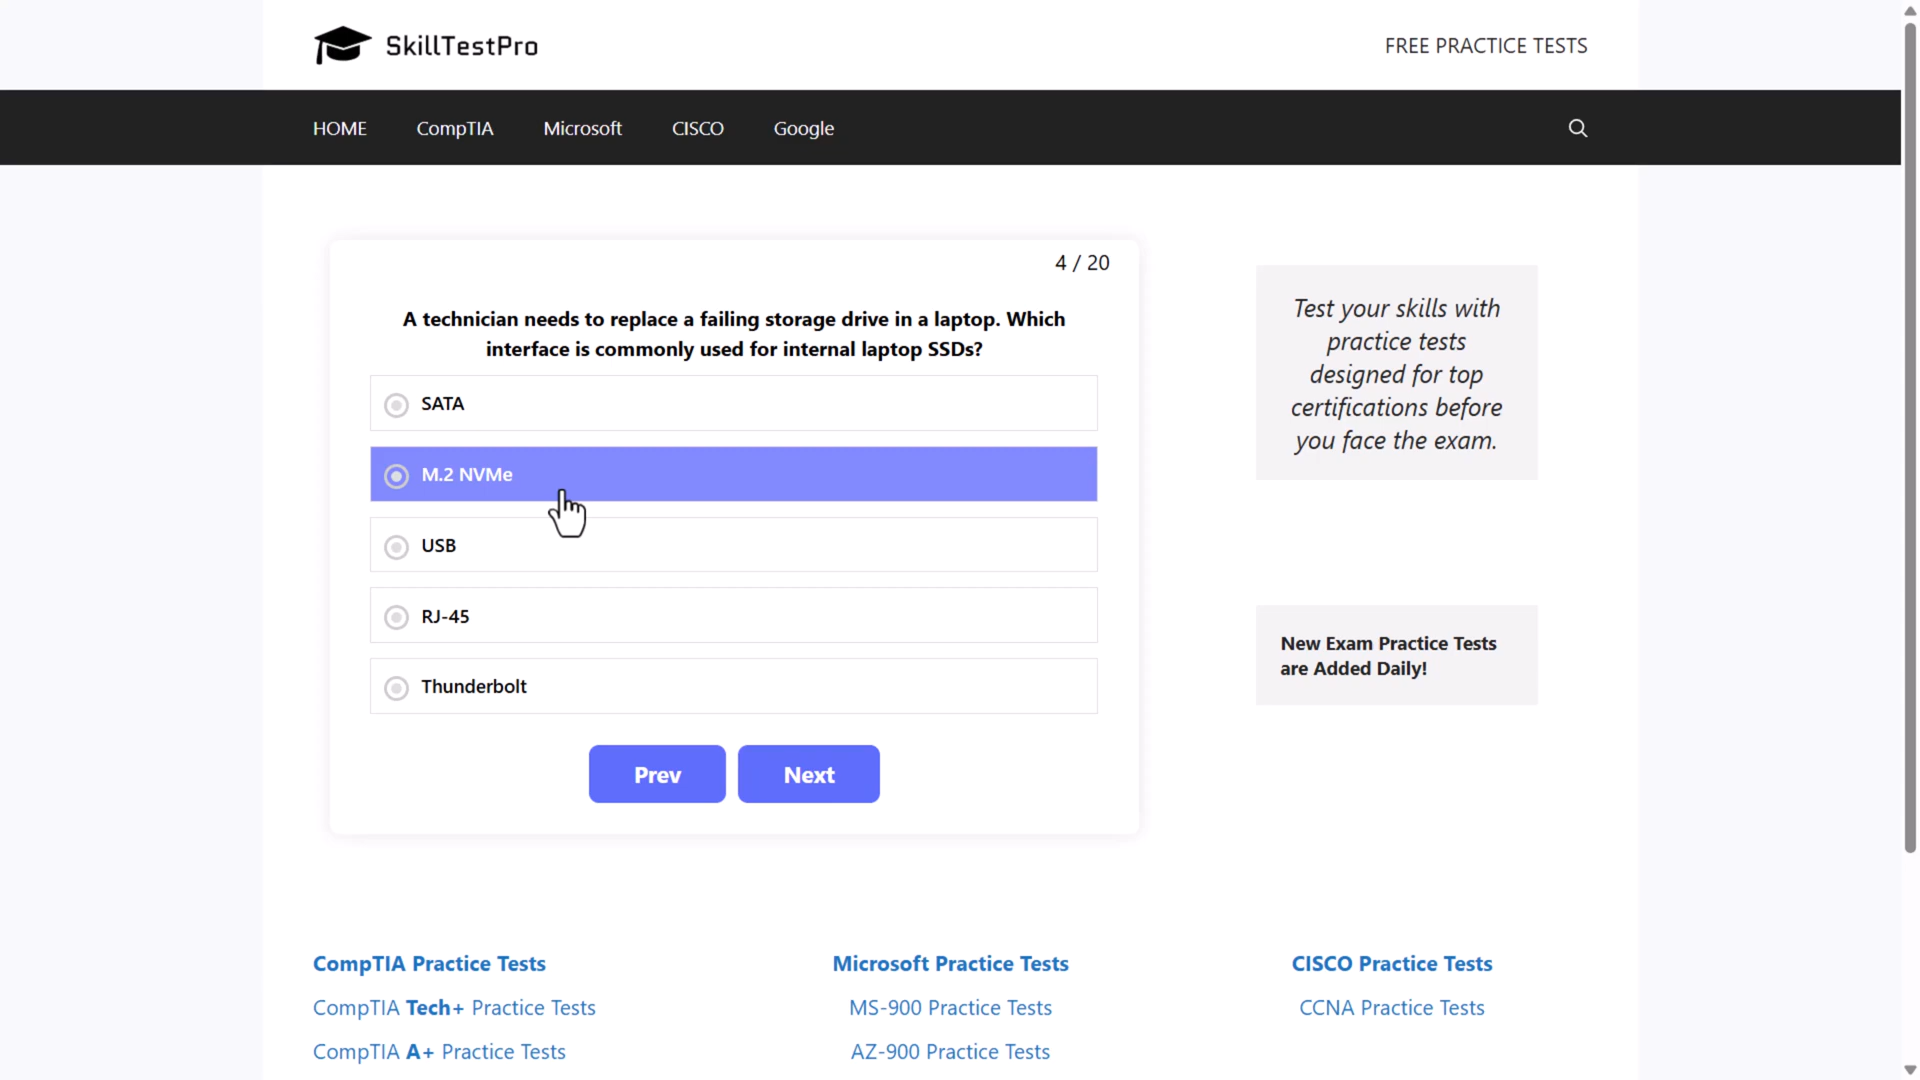 SkillTestPro
FREE PRACTICE TESTS
HOME CompTIA Microsoft CISCO Google
4 / 20
A technician needs to replace a failing storage drive in a laptop. Which
interface is commonly used for internal laptop SSDs?
SATA
M.2 NVMe
USB
RJ-45
Thunderbolt
Prev Next
Test your skills with
practice tests
designed for top
certifications before
you face the exam.
New Exam Practice Tests
are Added Daily!
CompTIA Practice Tests
CompTIA Tech+ Practice Tests
CompTIA A+ Practice Tests
Microsoft Practice Tests
MS-900 Practice Tests
AZ-900 Practice Tests
CISCO Practice Tests
CCNA Practice Tests